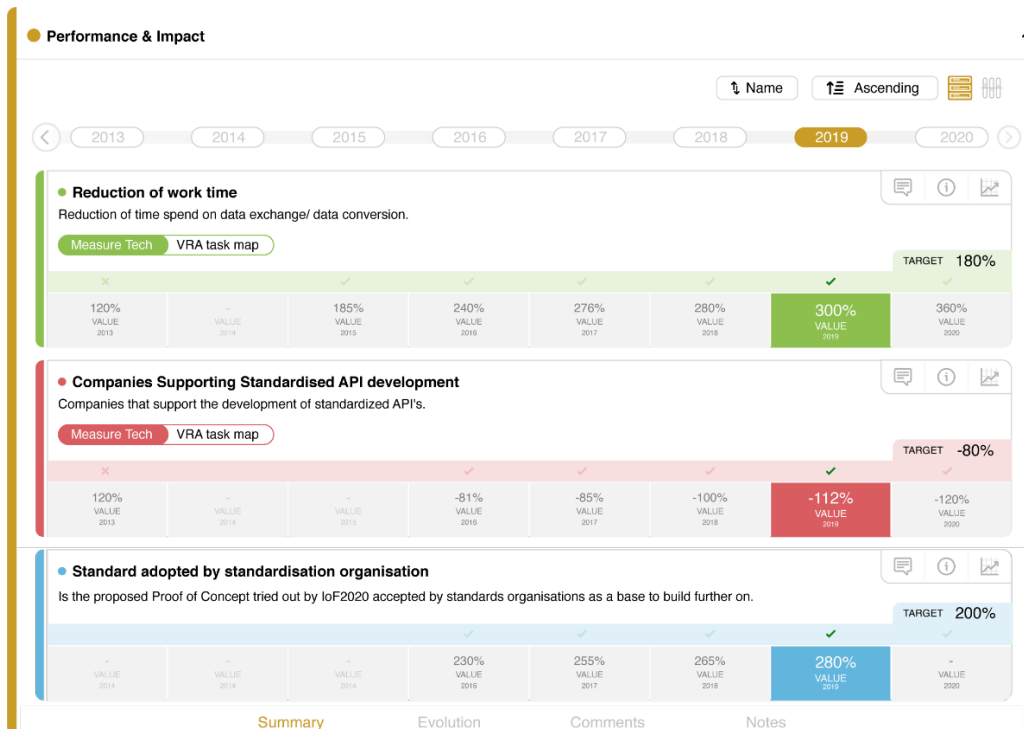 Performance & Impact
Name Ascending
2013 2014 2015 2016 2017 2018 2019 2020
Reduction of work time
Reduction of time spend on data exchange/ data conversion.
Measure Tech VRA task map
TARGET 180%
120% - 185% 240% 276% 280% 300% 360%
VALUE VALUE VALUE VALUE VALUE VALUE VALUE VALUE
2013 2014 2015 2016 2017 2018 2019 2020
Companies Supporting Standardised API development
Companies that support the development of standardized API's.
Measure Tech VRA task map
TARGET -80%
120% - - -81% -85% -100% -112% -120%
VALUE VALUE VALUE VALUE VALUE VALUE VALUE VALUE
2013 2014 2015 2016 2017 2018 2019 2020
Standard adopted by standardisation organisation
Is the proposed Proof of Concept tried out by IoF2020 accepted by standards organisations as a base to build further on.
TARGET 200%
- - - 230% 255% 265% 280% -
VALUE VALUE VALUE VALUE VALUE VALUE VALUE VALUE
2014 2014 2014 2016 2017 2018 2019 2020
Summary Evolution Comments Notes